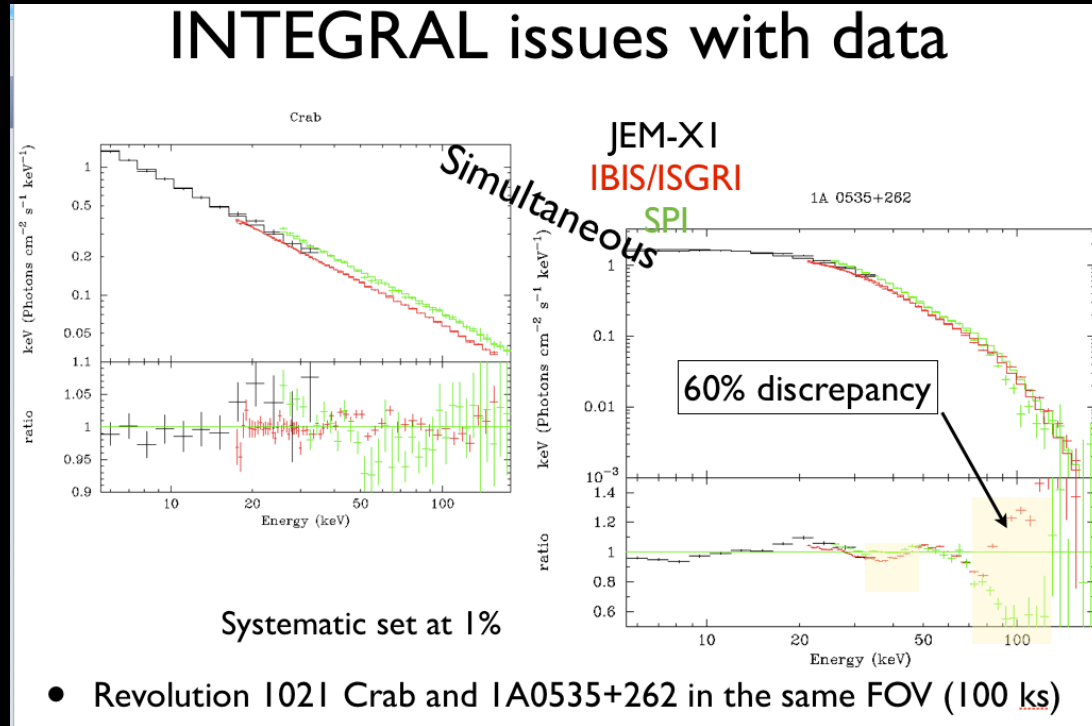 INTEGRAL issues with data
Crab
keV (Photons cm⁻² s⁻¹ keV⁻¹)
1
0.5
0.2
0.1
0.05
1.1
1.05
1
0.95
0.9
ratio
10
20
50
100
Energy (keV)
Simultaneous
JEM-X1
IBIS/ISGRI
SPI
1A 0535+262
keV (Photons cm⁻² s⁻¹ keV⁻¹)
1
0.1
0.01
10⁻³
60% discrepancy
1.4
1.2
1
0.8
0.6
ratio
10
20
50
100
Energy (keV)
Systematic set at 1%
• Revolution 1021 Crab and 1A0535+262 in the same FOV (100 ks)